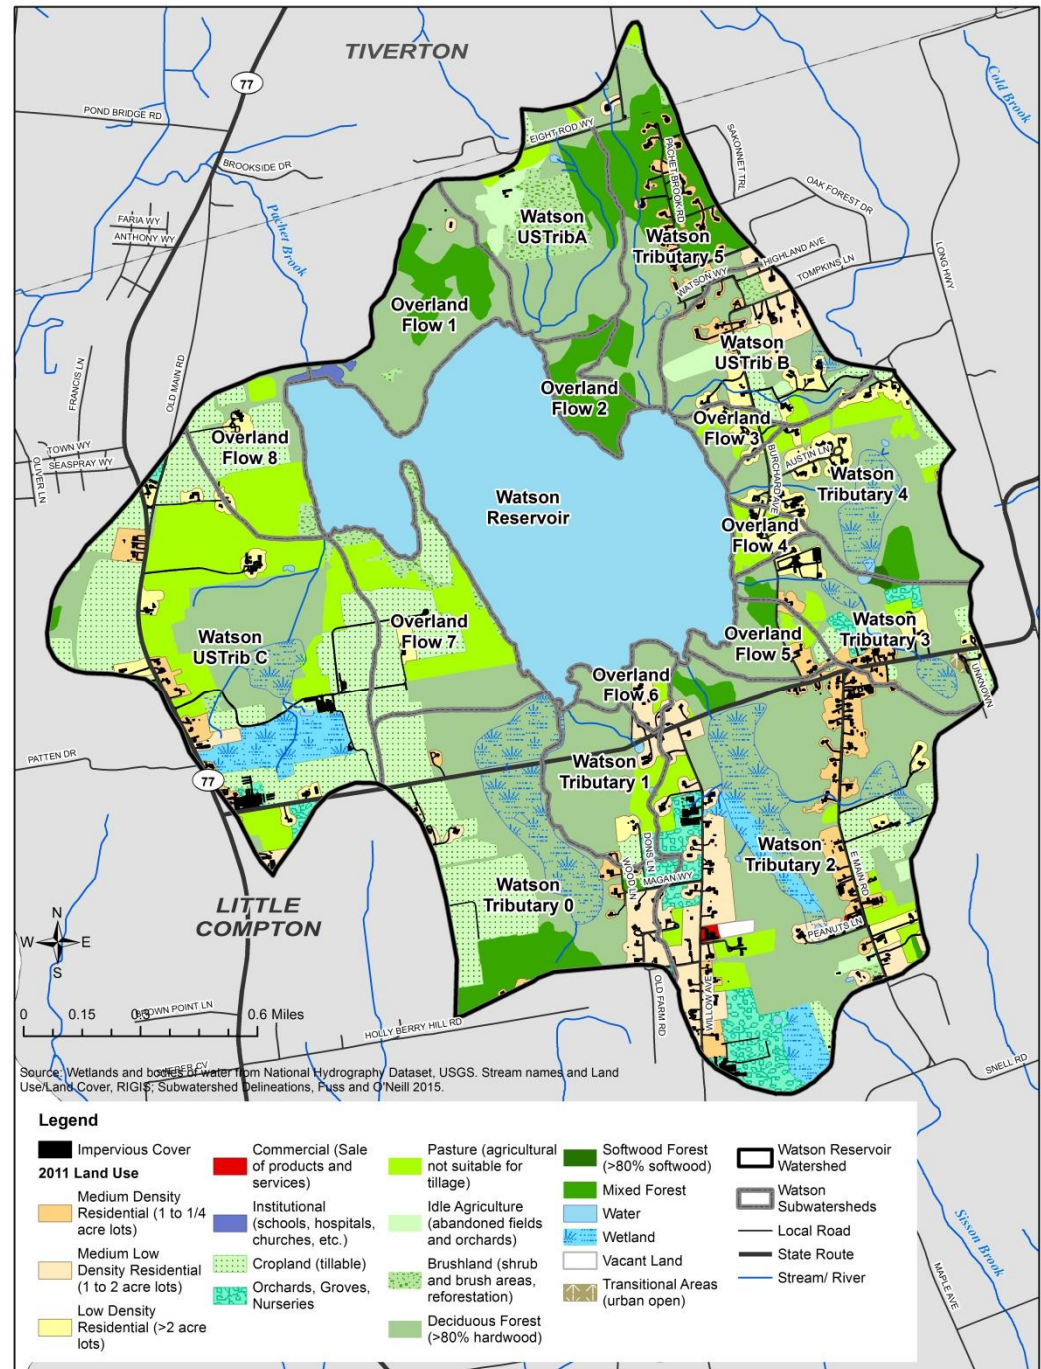 TIVERTON
77
POND BRIDGE RD
BROOKSIDE DR
FARIA WY
ANTHONY WY
Pachet Brook
EIGHT ROD WY
PACHET BROOK RD
SAKONNET TRL
OAK FOREST DR
Cold Brook
LONG HWY
HIGHLAND AVE
TOMPKINS LN
WATSON WY
Watson
USTribA
Watson
Tributary 5
Overland
Flow 1
Overland
Flow 2
Watson
USTrib B
Overland
Flow 3
BURCHARD AVE
AUSTIN LN
Watson
Tributary 4
FRANCIS LN
OLD MAIN RD
TOWN WY
SEASPRAY WY
OLIVER LN
Overland
Flow 8
Watson
Reservoir
Overland
Flow 4
Watson
USTrib C
Overland
Flow 7
Overland
Flow 5
Watson
Tributary 3
UNKNOWN
Overland
Flow 6
PATTEN DR
77
Watson
Tributary 1
DONS LN
WOOD LN
MAGAN WY
Watson
Tributary 2
E MAIN RD
PEANUTS LN
Watson
Tributary 0
LITTLE
COMPTON
N
W E
S
OLD FARM RD
WILLOW AVE
0 0.15 0.3 0.6 Miles
POINT LN
HOLLY BERRY HILL RD
SNELL RD
Source: Wetlands and bodies of water from National Hydrography Dataset, USGS. Stream names and Land
Use/Land Cover, RIGIS; Subwatershed Delineations, Fuss and O'Neill 2015.
Sisson Brook
MAPLE AVE
Legend
Impervious Cover
2011 Land Use
Medium Density
Residential (1 to 1/4
acre lots)
Medium Low
Density Residential
(1 to 2 acre lots)
Low Density
Residential (>2 acre
lots)
Commercial (Sale
of products and
services)
Institutional
(schools, hospitals,
churches, etc.)
Cropland (tillable)
Orchards, Groves,
Nurseries
Pasture (agricultural
not suitable for
tillage)
Idle Agriculture
(abandoned fields
and orchards)
Brushland (shrub
and brush areas,
reforestation)
Deciduous Forest
(>80% hardwood)
Softwood Forest
(>80% softwood)
Mixed Forest
Water
Wetland
Vacant Land
Transitional Areas
(urban open)
Watson Reservoir
Watershed
Watson
Subwatersheds
Local Road
State Route
Stream/ River